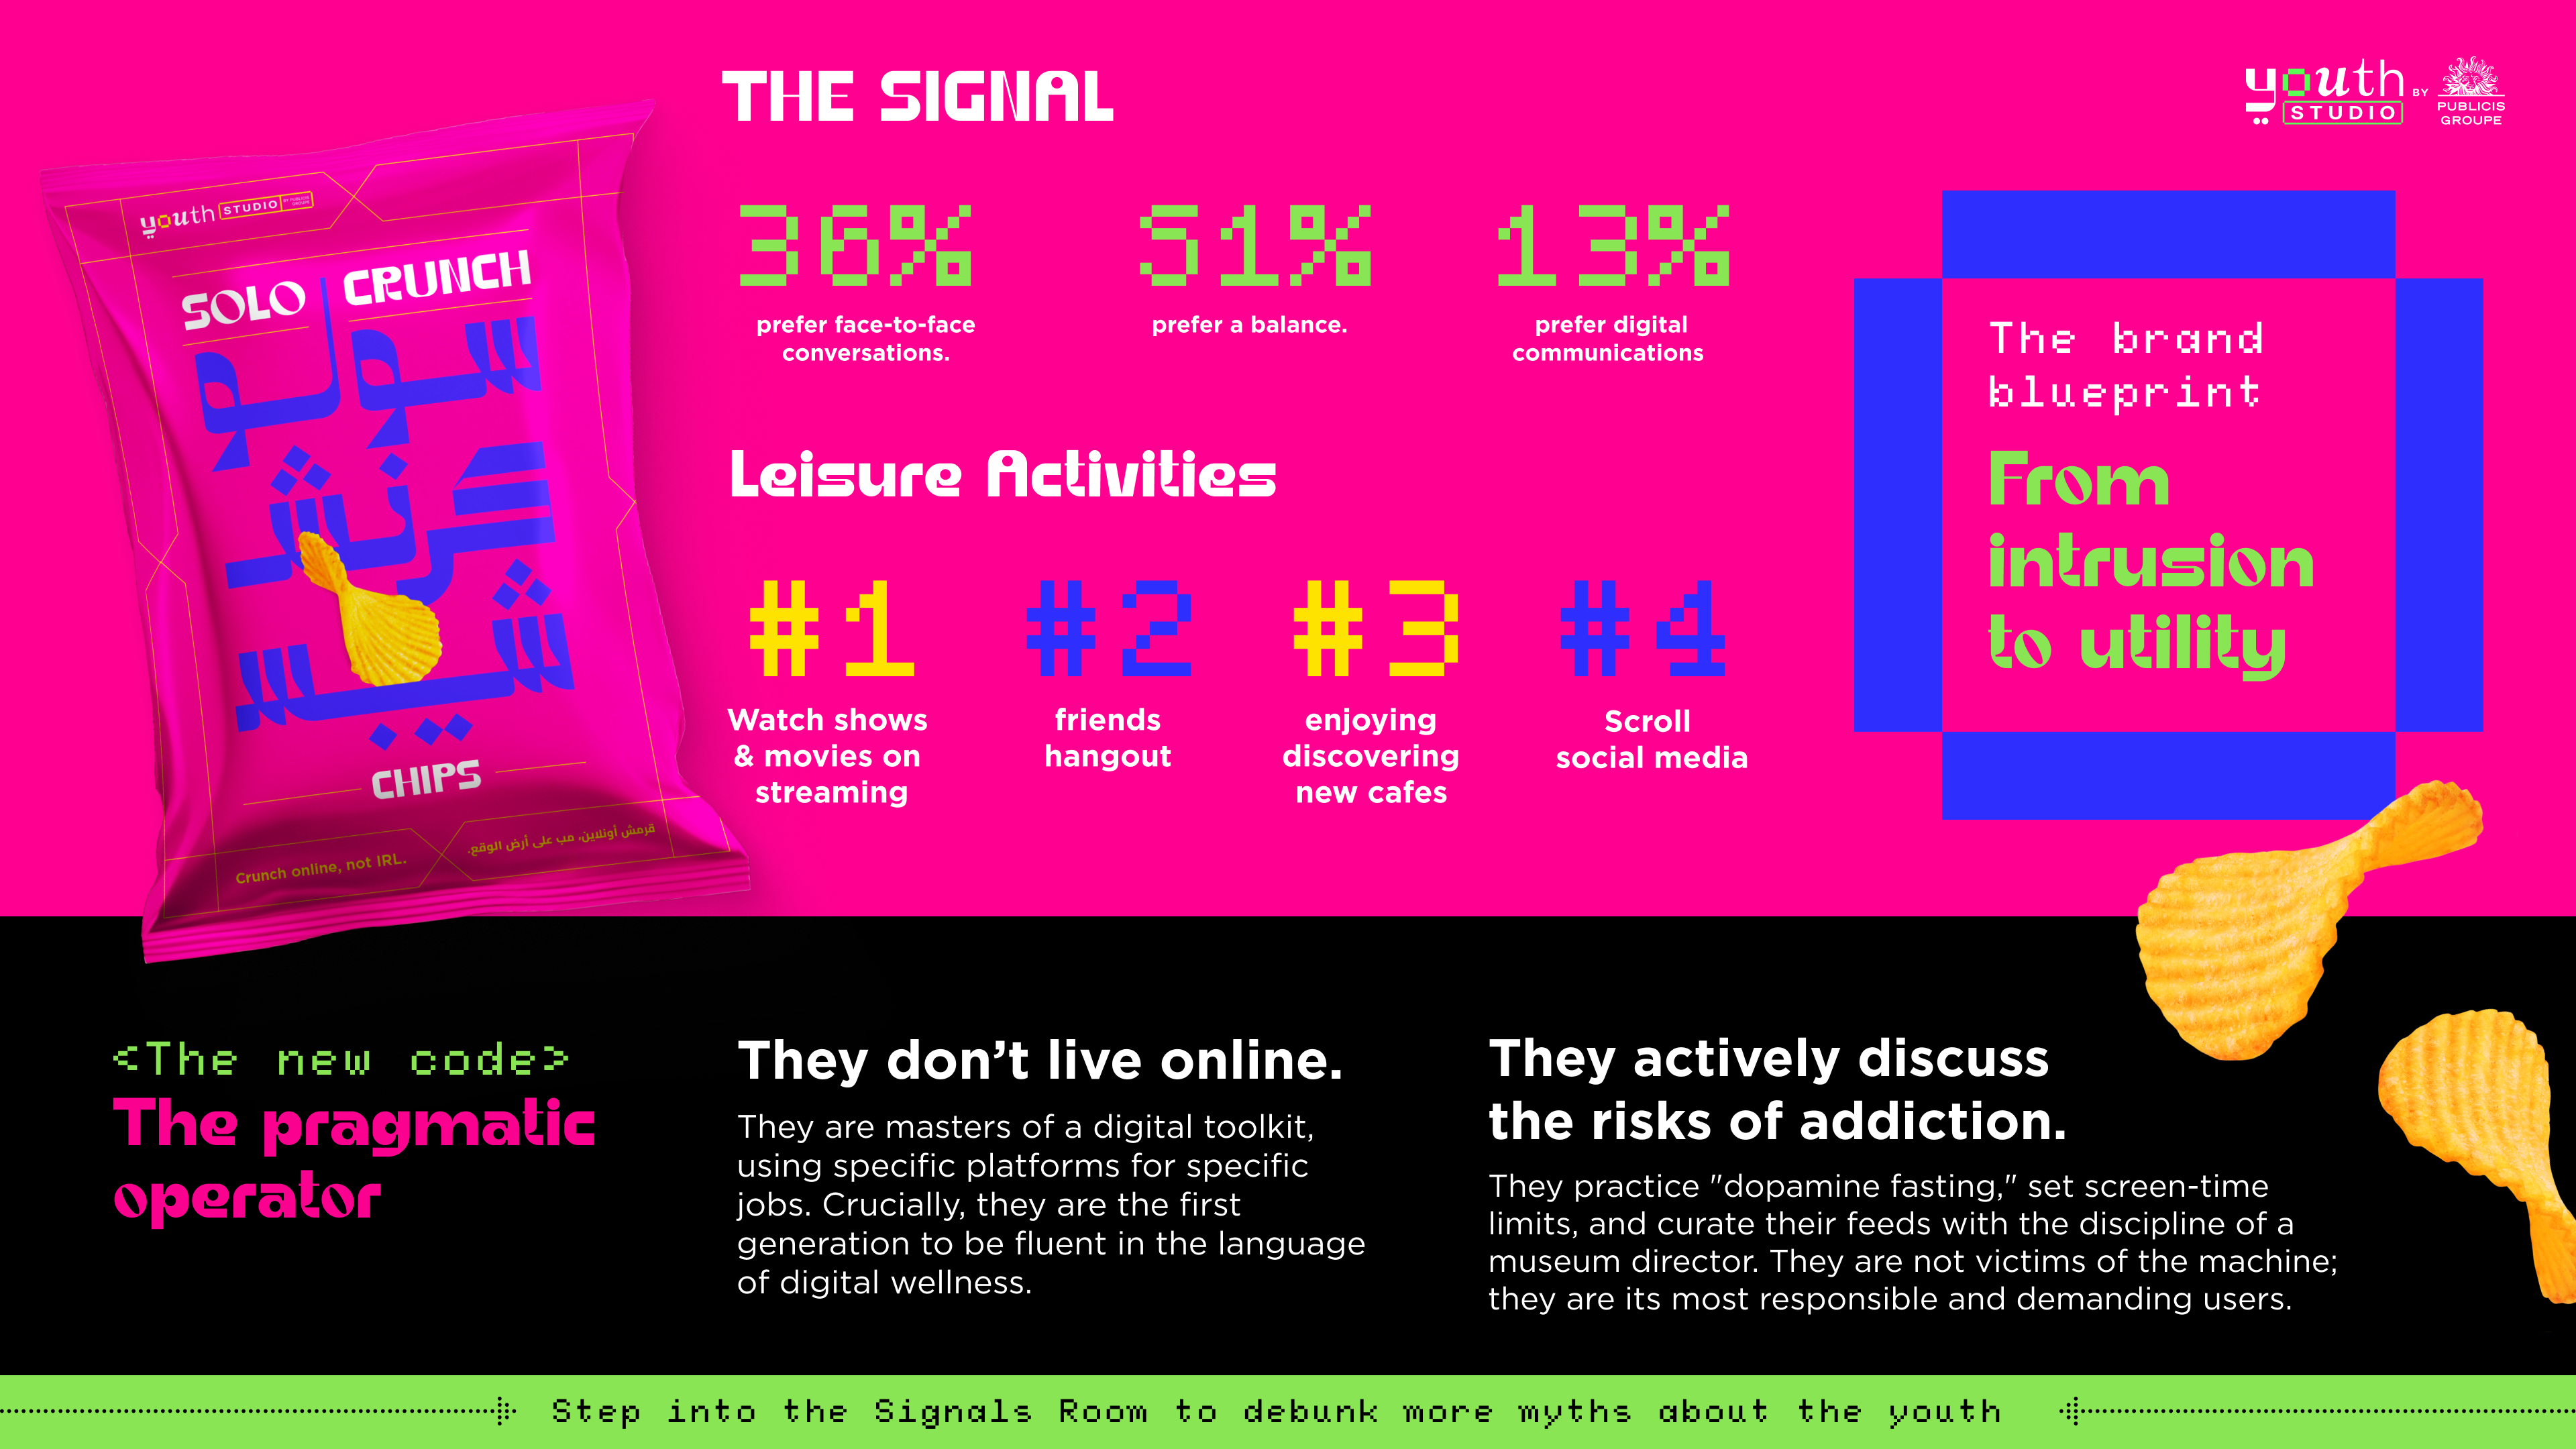 THE SIGNAL
youth
STUDIO
BY
PUBLICIS
GROUPE
youth STUDIO BY PUBLICIS GROUPE
SOLO CRUNCH
سولو
كرنش
تشيبس
CHIPS
Crunch online, not IRL.
قرمش أونلاين، مب على أرض الوقع.
36%
prefer face-to-face
conversations.
51%
prefer a balance.
13%
prefer digital
communications
Leisure Activities
#1
Watch shows
& movies on
streaming
#2
friends
hangout
#3
enjoying
discovering
new cafes
#4
Scroll
social media
The brand
blueprint
From
intrusion
to utility
<The new code>
The pragmatic
operator
They don't live online.
They are masters of a digital toolkit,
using specific platforms for specific
jobs. Crucially, they are the first
generation to be fluent in the language
of digital wellness.
They actively discuss
the risks of addiction.
They practice "dopamine fasting," set screen-time
limits, and curate their feeds with the discipline of a
museum director. They are not victims of the machine;
they are its most responsible and demanding users.
Step into the Signals Room to debunk more myths about the youth